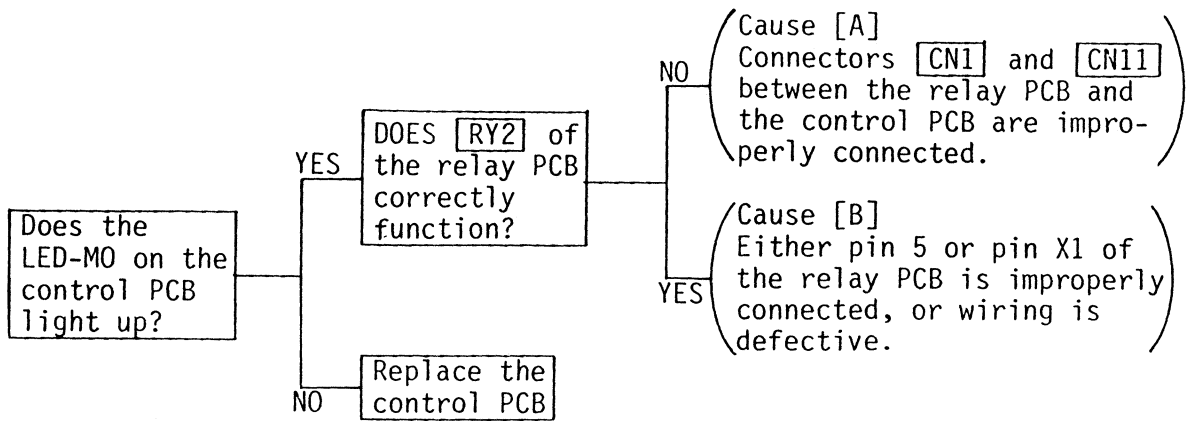 Does the
LED-MO on the
control PCB
light up?
YES
NO
DOES RY2 of
the relay PCB
correctly
function?
Replace the
control PCB
NO
YES
Cause [A]
Connectors CN1 and CN11
between the relay PCB and
the control PCB are impro-
perly connected.
Cause [B]
Either pin 5 or pin X1 of
the relay PCB is improperly
connected, or wiring is
defective.